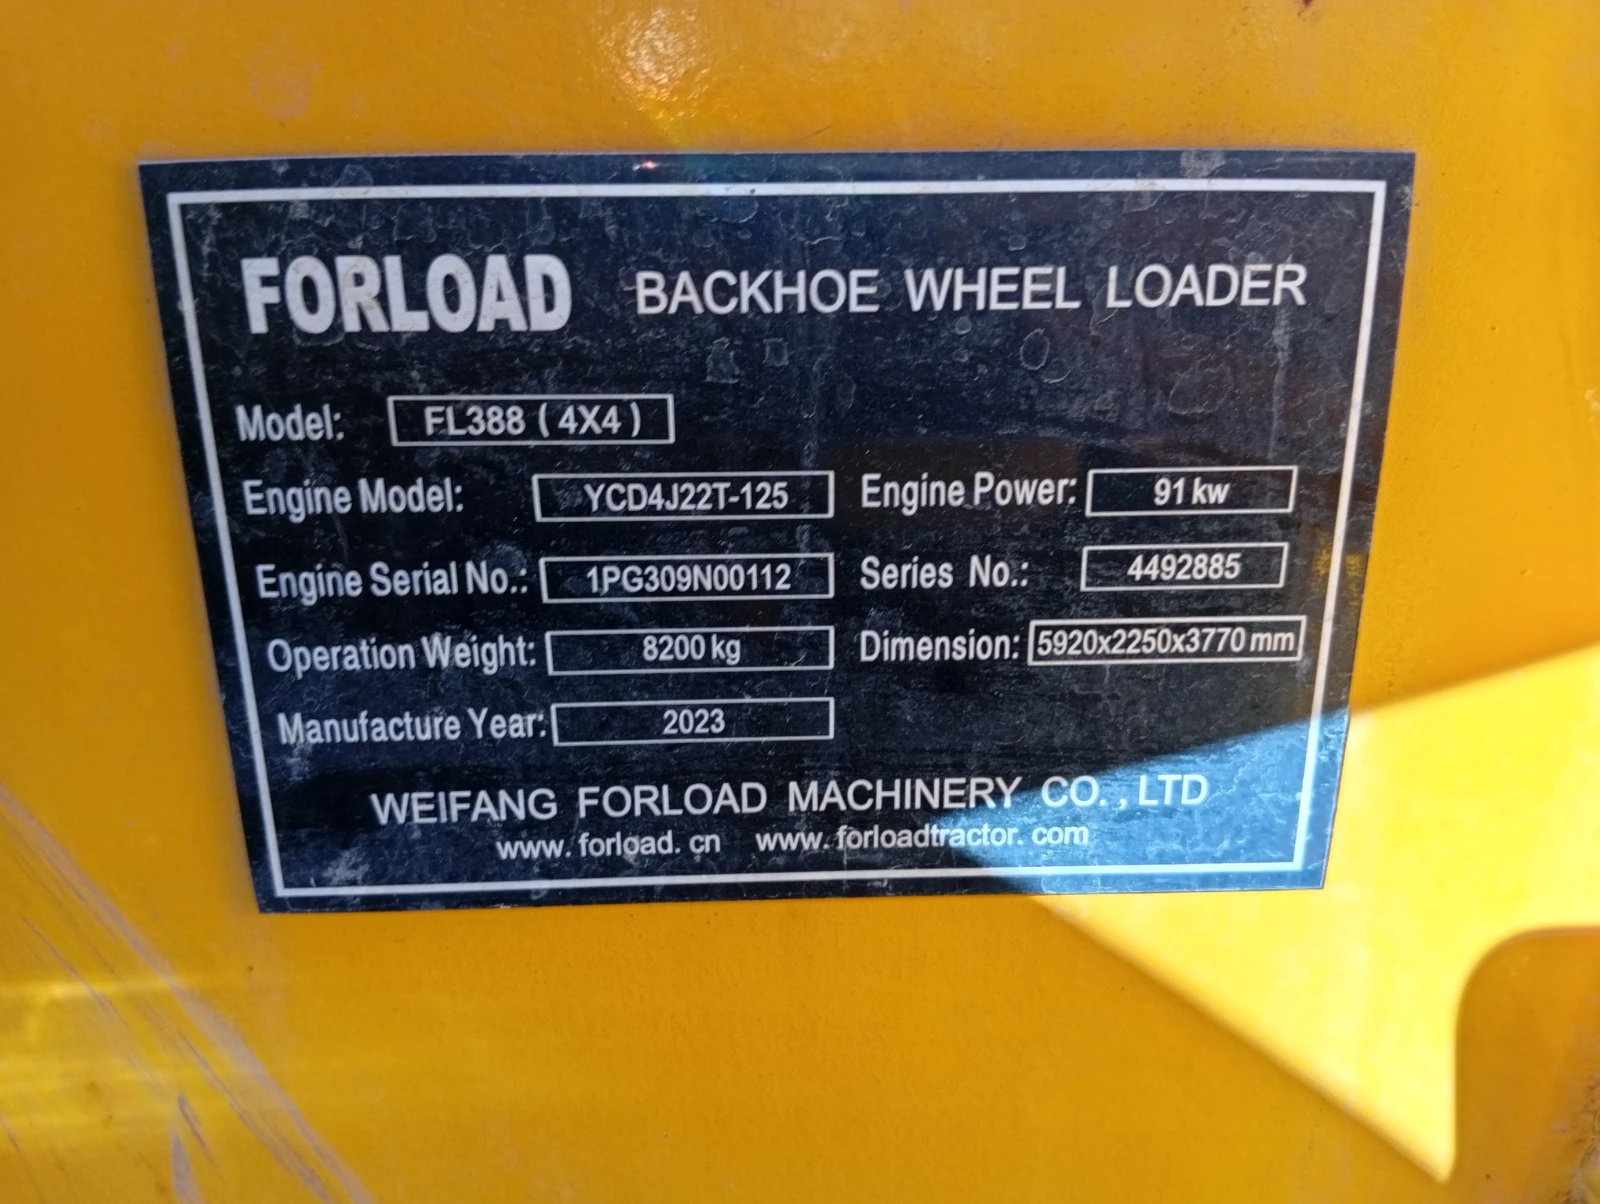 FORLOAD BACKHOE WHEEL LOADER
Model: FL388 (4X4)
Engine Model: YCD4J22T-125 Engine Power: 91 kw
Engine Serial No.: 1PG309N00112 Series No.: 4492885
Operation Weight: 8200 kg Dimension: 5920x2250x3770 mm
Manufacture Year: 2023
WEIFANG FORLOAD MACHINERY CO., LTD
www.forload.cn www.forloadtractor.com